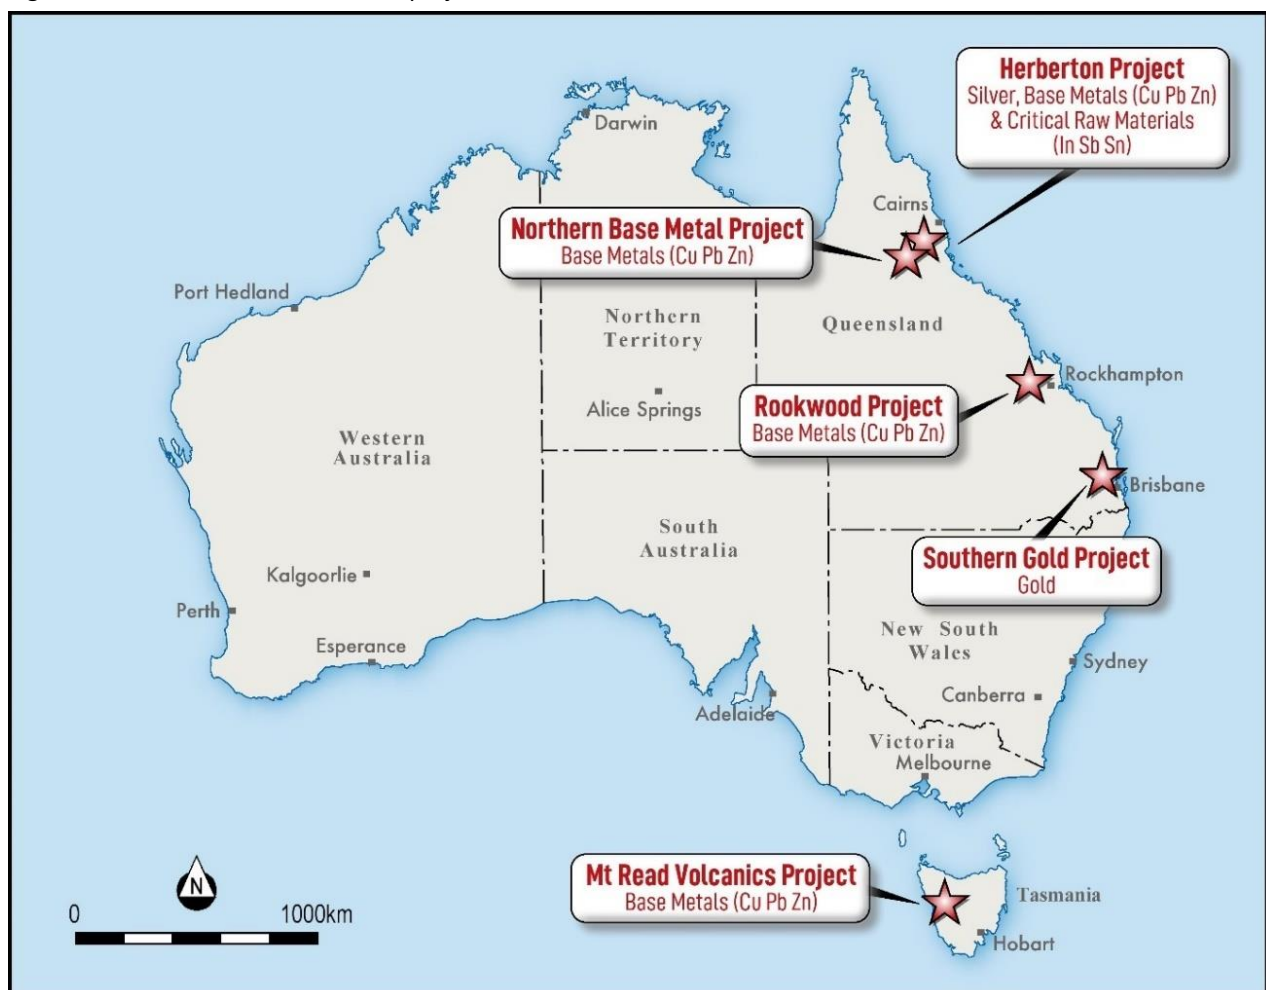 Herberton Project
Silver, Base Metals (Cu Pb Zn)
& Critical Raw Materials
(In Sb Sn)
Darwin
Cairns
Northern Base Metal Project
Base Metals (Cu Pb Zn)
Port Hedland
Northern
Territory
Queensland
Rockhampton
Alice Springs
Rookwood Project
Base Metals (Cu Pb Zn)
Western
Australia
Brisbane
South
Australia
Southern Gold Project
Gold
Kalgoorlie
Perth
Esperance
New South
Wales
Sydney
Canberra
Adelaide
Victoria
Melbourne
Mt Read Volcanics Project
Base Metals (Cu Pb Zn)
Tasmania
Hobart
N
0
1000km